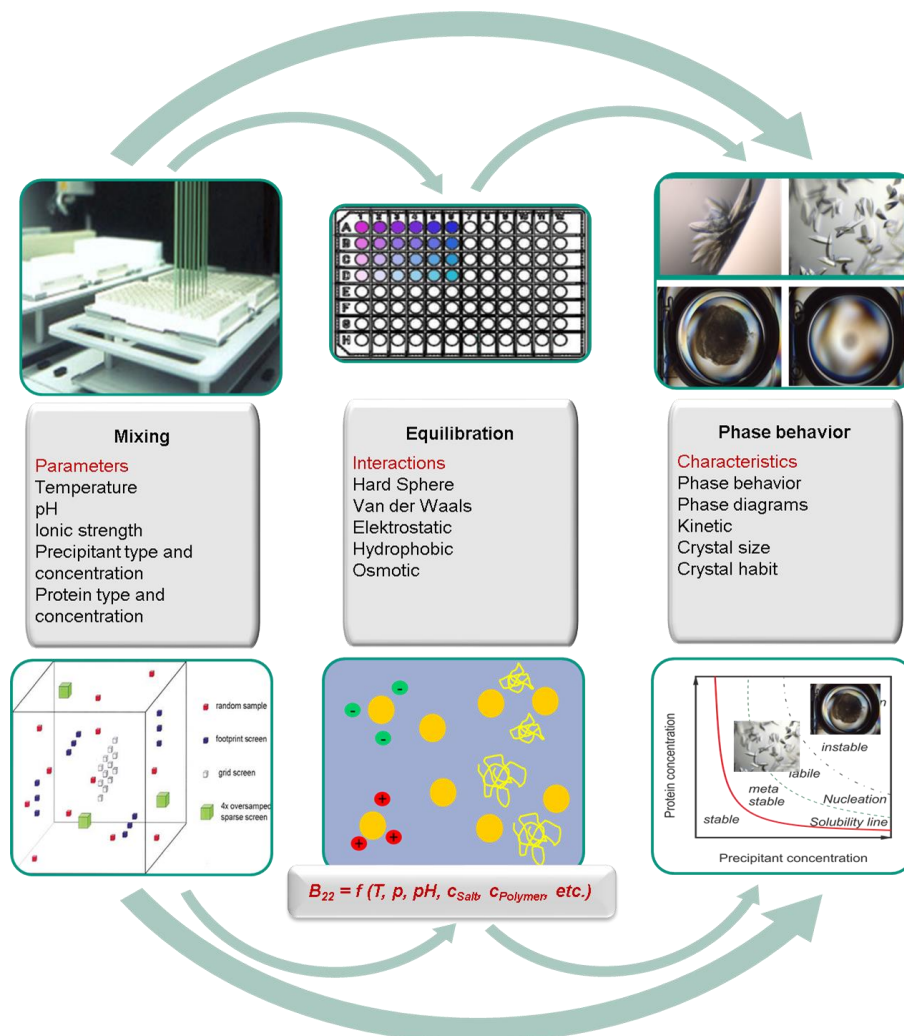 A
B
C
D
E
F
G
H
Mixing
Parameters
Temperature
pH
Ionic strength
Precipitant type and
concentration
Protein type and
concentration
Equilibration
Interactions
Hard Sphere
Van der Waals
Elektrostatic
Hydrophobic
Osmotic
Phase behavior
Characteristics
Phase behavior
Phase diagrams
Kinetic
Crystal size
Crystal habit
random sample
footprint screen
grid screen
4x oversamped
sparse screen
- 
-
-
+
+ +
B22 = f (T, p, pH, cSalt, cPolymer, etc.)
Protein concentration
instable
labile
meta
stable
Nucleation
stable
Solubility line
Precipitant concentration